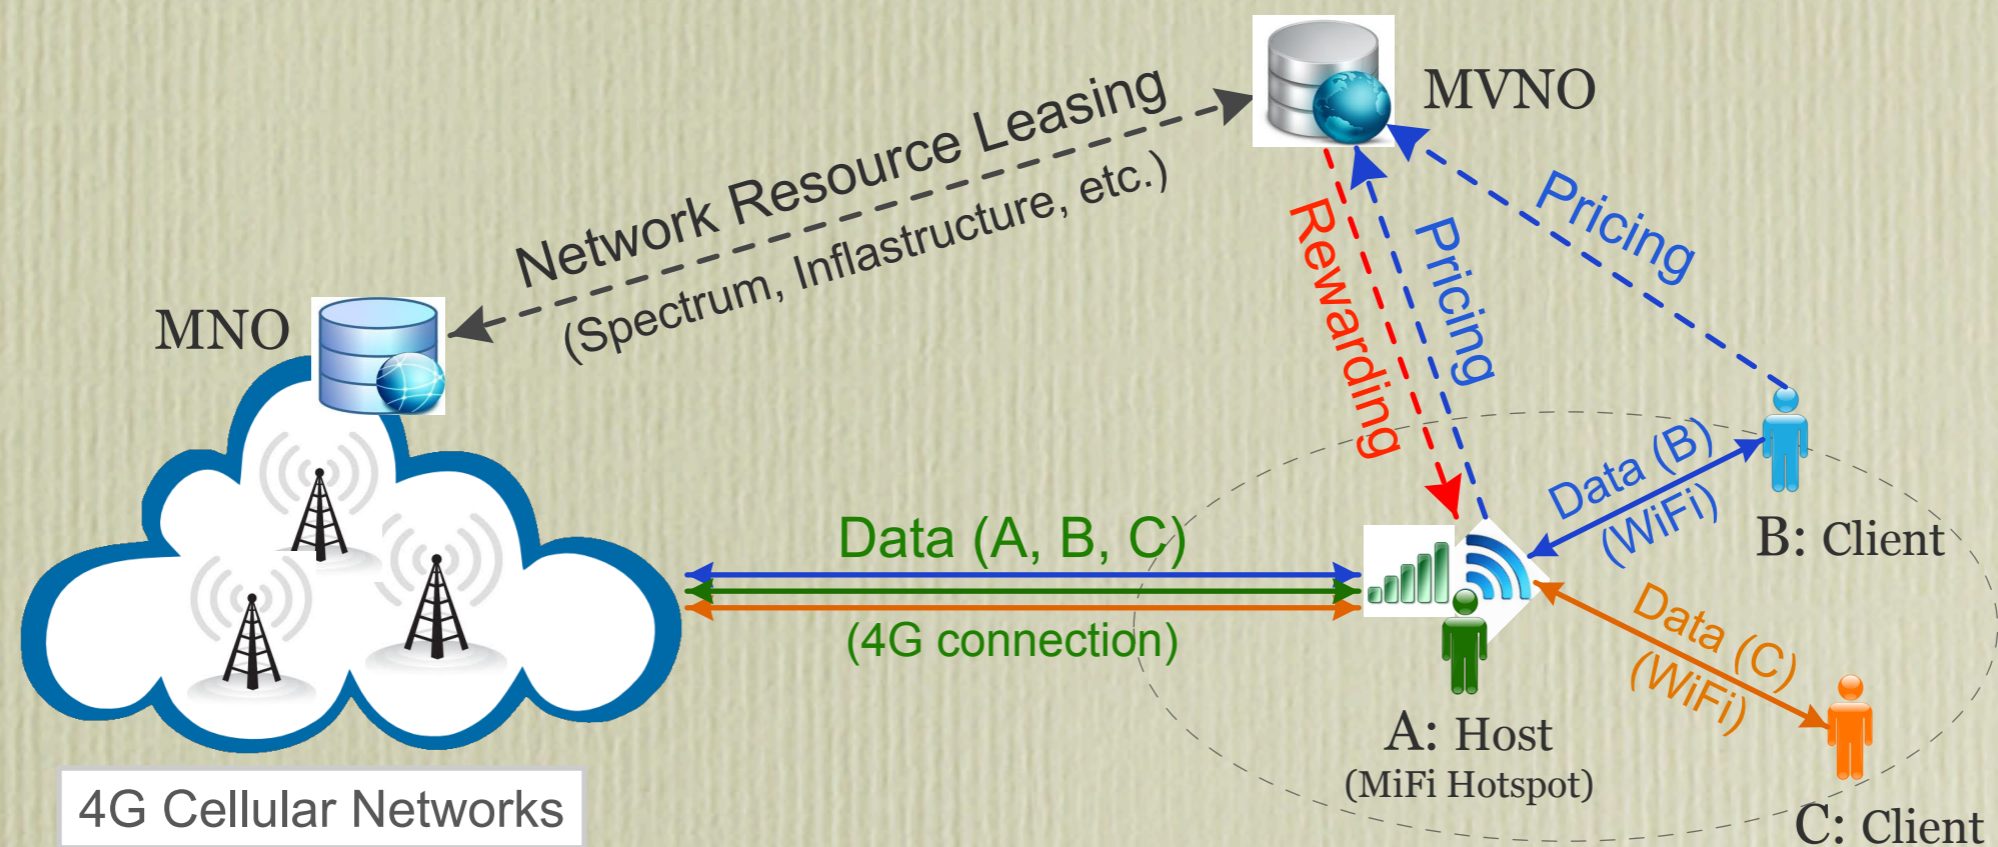 MVNO
Network Resource Leasing
(Spectrum, Inflastructure, etc.)
MNO
Rewarding
Pricing
Pricing
Data (A, B, C)
(4G connection)
Data (B)
(WiFi)
B: Client
Data (C)
(WiFi)
A: Host
(MiFi Hotspot)
C: Client
4G Cellular Networks